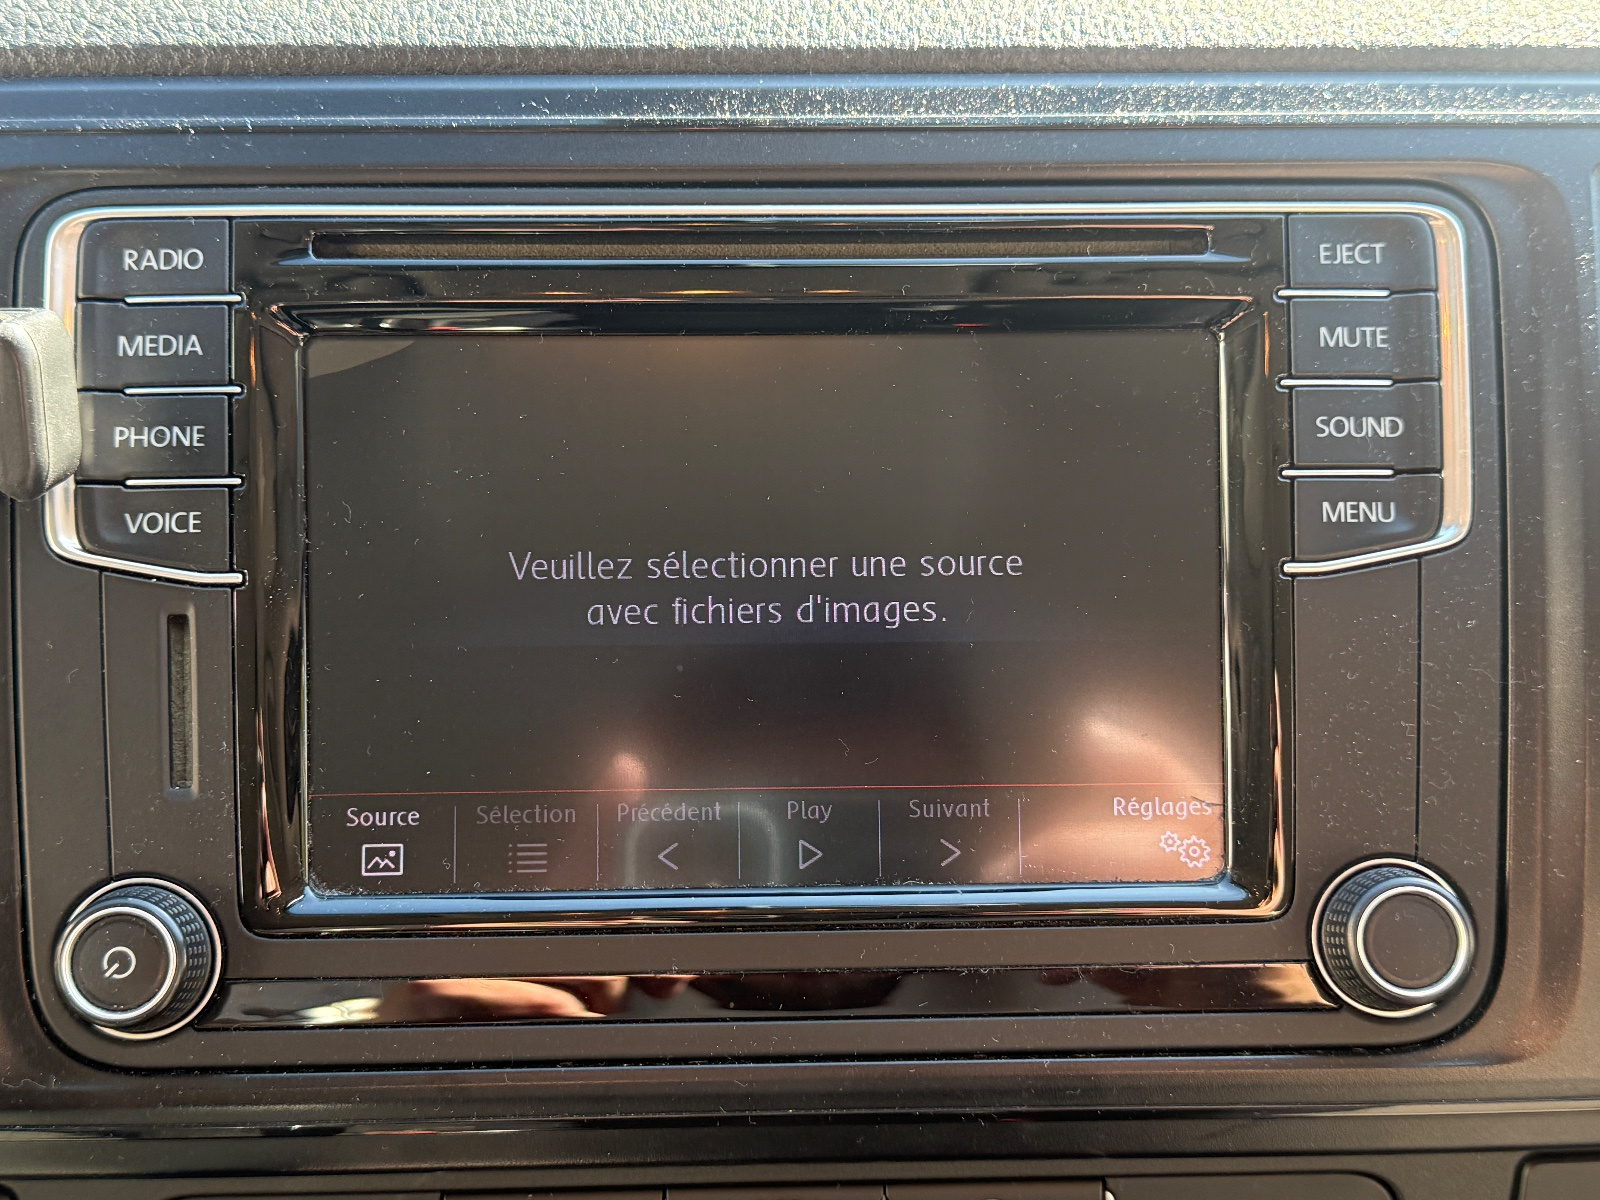 RADIO
MEDIA
PHONE
VOICE
EJECT
MUTE
SOUND
MENU
Veuillez sélectionner une source
avec fichiers d'images.
Source
Sélection
Précédent
Play
Suivant
Réglages